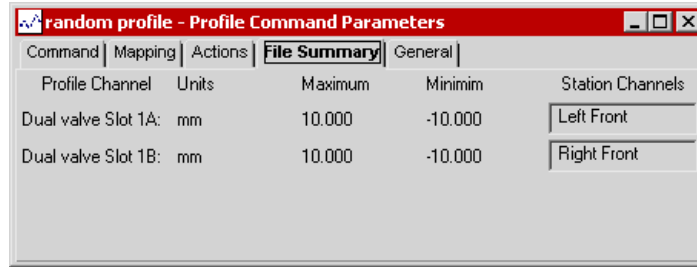 random profile - Profile Command Parameters
Command Mapping Actions File Summary General
Profile Channel Units Maximum Minimim Station Channels
Dual valve Slot 1A: mm 10.000 -10.000 Left Front
Dual valve Slot 1B: mm 10.000 -10.000 Right Front